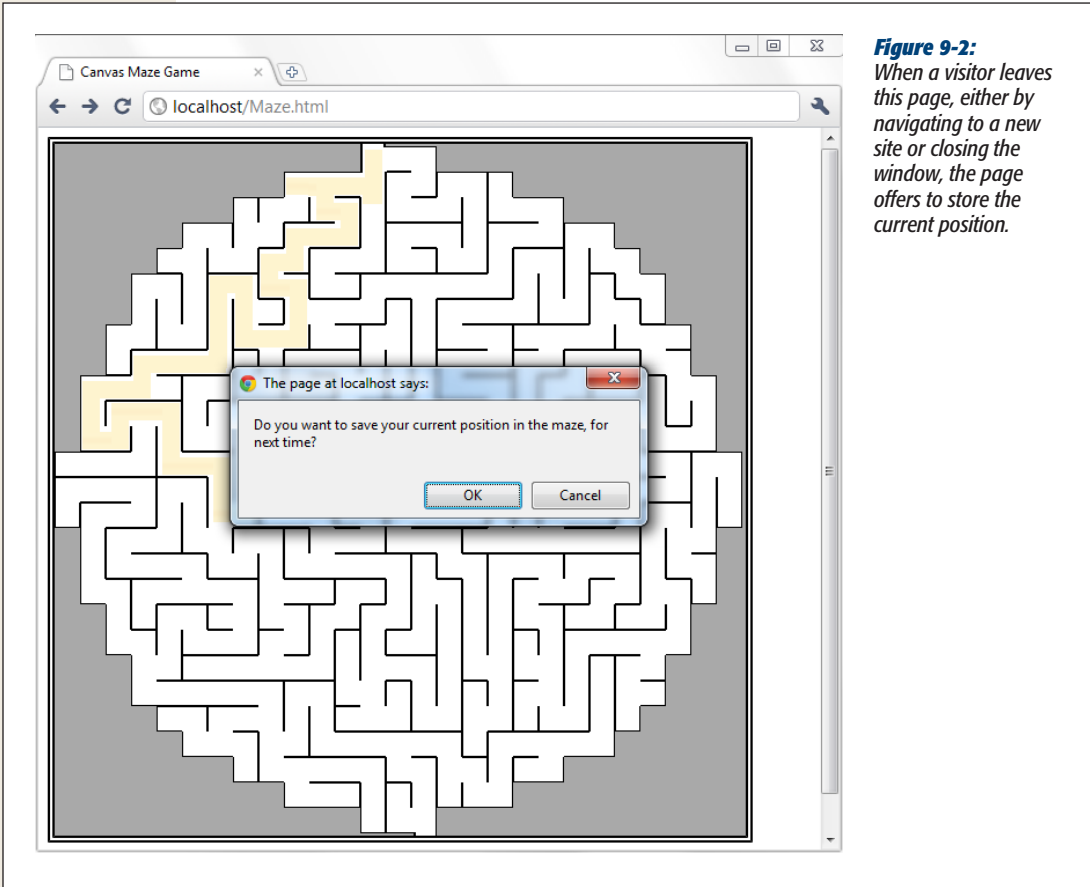 Canvas Maze Game
localhost/Maze.html
The page at localhost says:
Do you want to save your current position in the maze, for
next time?
OK
Cancel
Figure 9-2:
When a visitor leaves
this page, either by
navigating to a new
site or closing the
window, the page
offers to store the
current position.